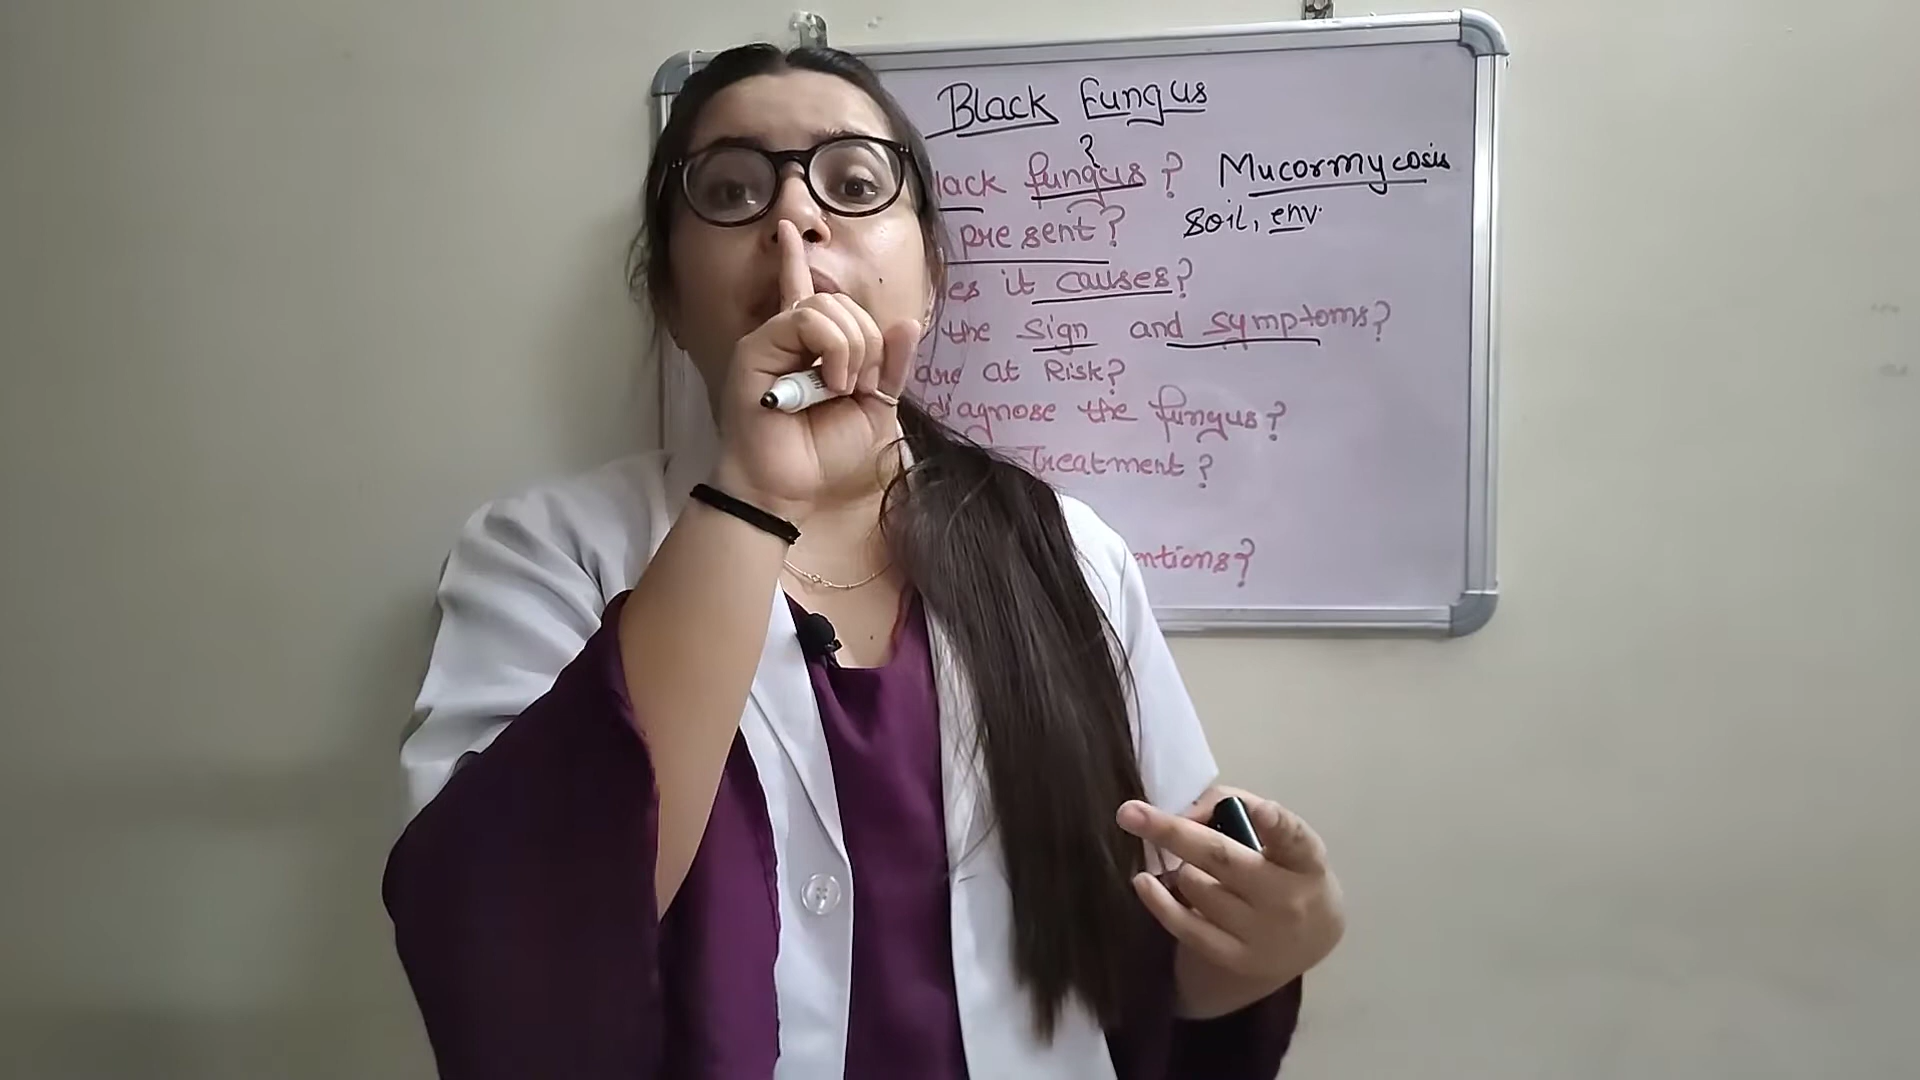 Black Fungus
lack fungus ? Mucormycosis
present ? soil, env.
es it causes ?
the sign and symptoms ?
are at Risk ?
diagnose the fungus ?
Treatment ?
ntions ?